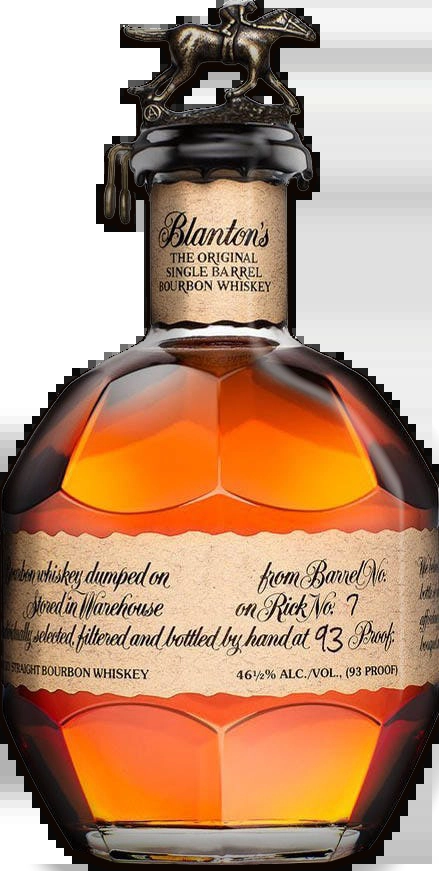 Blanton's
THE ORIGINAL
SINGLE BARREL
BOURBON WHISKEY
whiskey dumped on from Barrel No.
Stored in Warehouse on Rick No. 7
selected, filtered and bottled by hand at 93 Proof.
STRAIGHT BOURBON WHISKEY 46½% ALC./VOL., (93 PROOF)
A